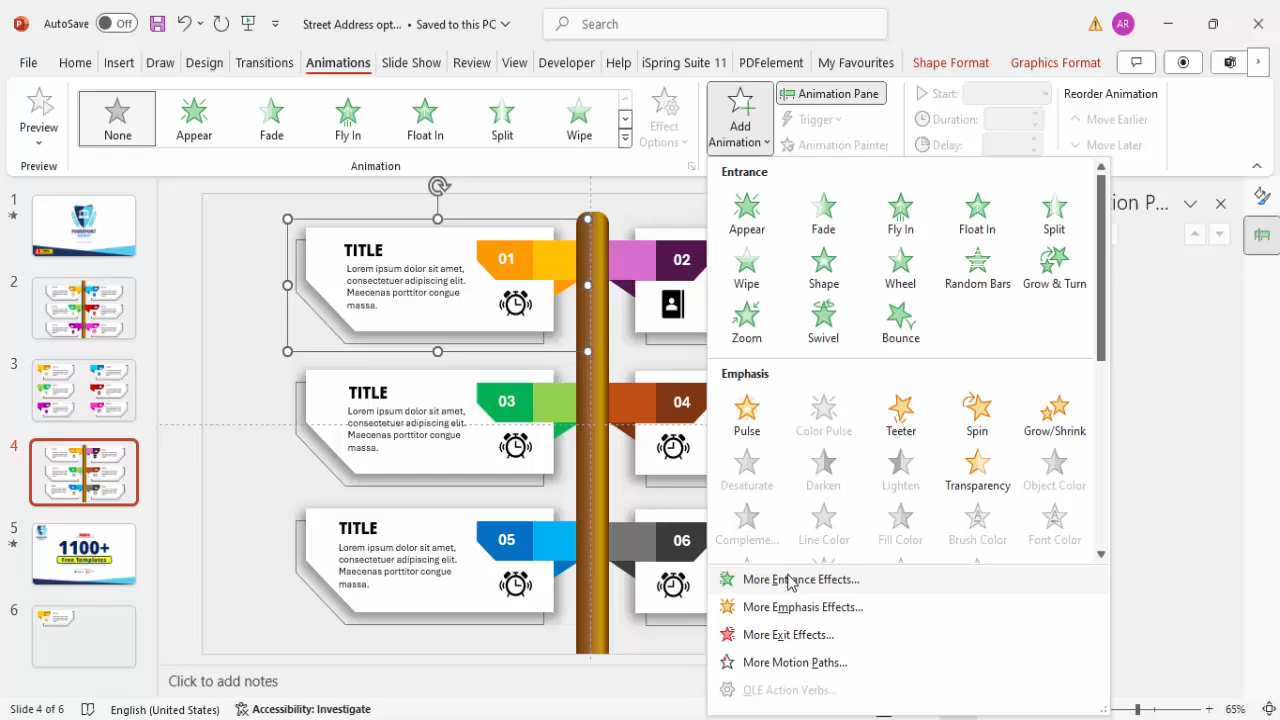 AutoSave Off
Street Address opt... • Saved to this PC
Search
AR
File Home Insert Draw Design Transitions Animations Slide Show Review View Developer Help iSpring Suite 11 PDFelement My Favourites Shape Format Graphics Format
Preview
None
Appear
Fade
Fly In
Float In
Split
Wipe
Effect
Options
Add
Animation
Animation Pane
Trigger
Animation Painter
Start:
Duration:
Delay:
Reorder Animation
Move Earlier
Move Later
Preview
Animation
Entrance
Appear Fade Fly In Float In Split
Wipe Shape Wheel Random Bars Grow & Turn
Zoom Swivel Bounce
Emphasis
Pulse Color Pulse Teeter Spin Grow/Shrink
Desaturate Darken Lighten Transparency Object Color
Compleme... Line Color Fill Color Brush Color Font Color
More Entrance Effects...
More Emphasis Effects...
More Exit Effects...
More Motion Paths...
OLE Action Verbs...
ion P...
1
2
3
4
5
6
1100+
Free Templates
TITLE
Lorem ipsum dolor sit amet,
consectetuer adipiscing elit.
Maecenas porttitor congue
massa.
01
02
TITLE
Lorem ipsum dolor sit amet,
consectetuer adipiscing elit.
Maecenas porttitor congue
massa.
03
04
TITLE
Lorem ipsum dolor sit amet,
consectetuer adipiscing elit.
Maecenas porttitor congue
massa.
05
06
Click to add notes
Slide 4 of 6
English (United States)
Accessibility: Investigate
65%